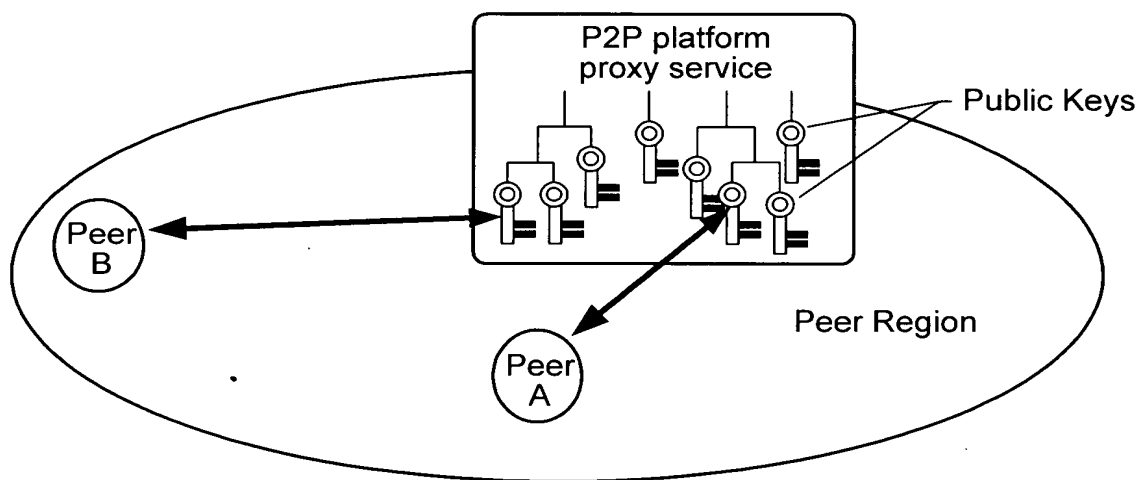 P2P platform
proxy service
Public Keys
Peer
B
Peer
A
Peer Region